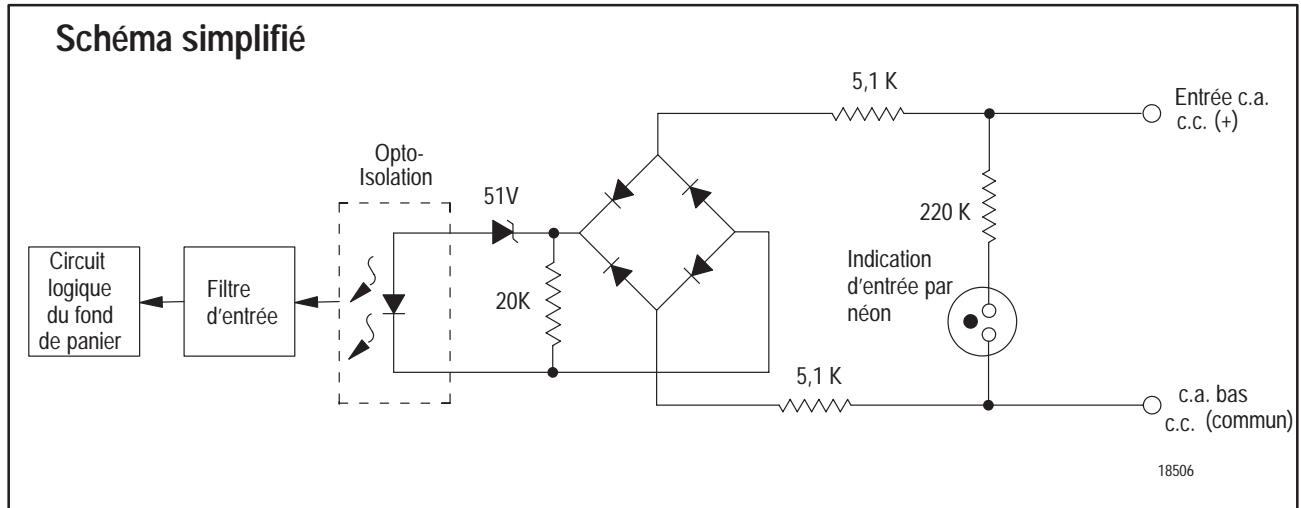 Schéma simplifié
5,1 K
Entrée c.a.
c.c. (+)
Opto-
Isolation
51V
220 K
Circuit
logique
du fond
de panier
Filtre
d'entrée
20K
Indication
d'entrée par
néon
5,1 K
c.a. bas
c.c. (commun)
18506